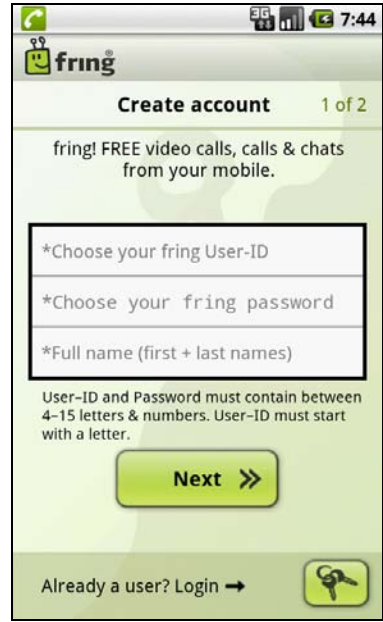 3G 7:44
fring
Create account 1 of 2
fring! FREE video calls, calls & chats
from your mobile.
*Choose your fring User-ID
*Choose your fring password
*Full name (first + last names)
User–ID and Password must contain between
4–15 letters & numbers. User–ID must start
with a letter.
Next
Already a user? Login →